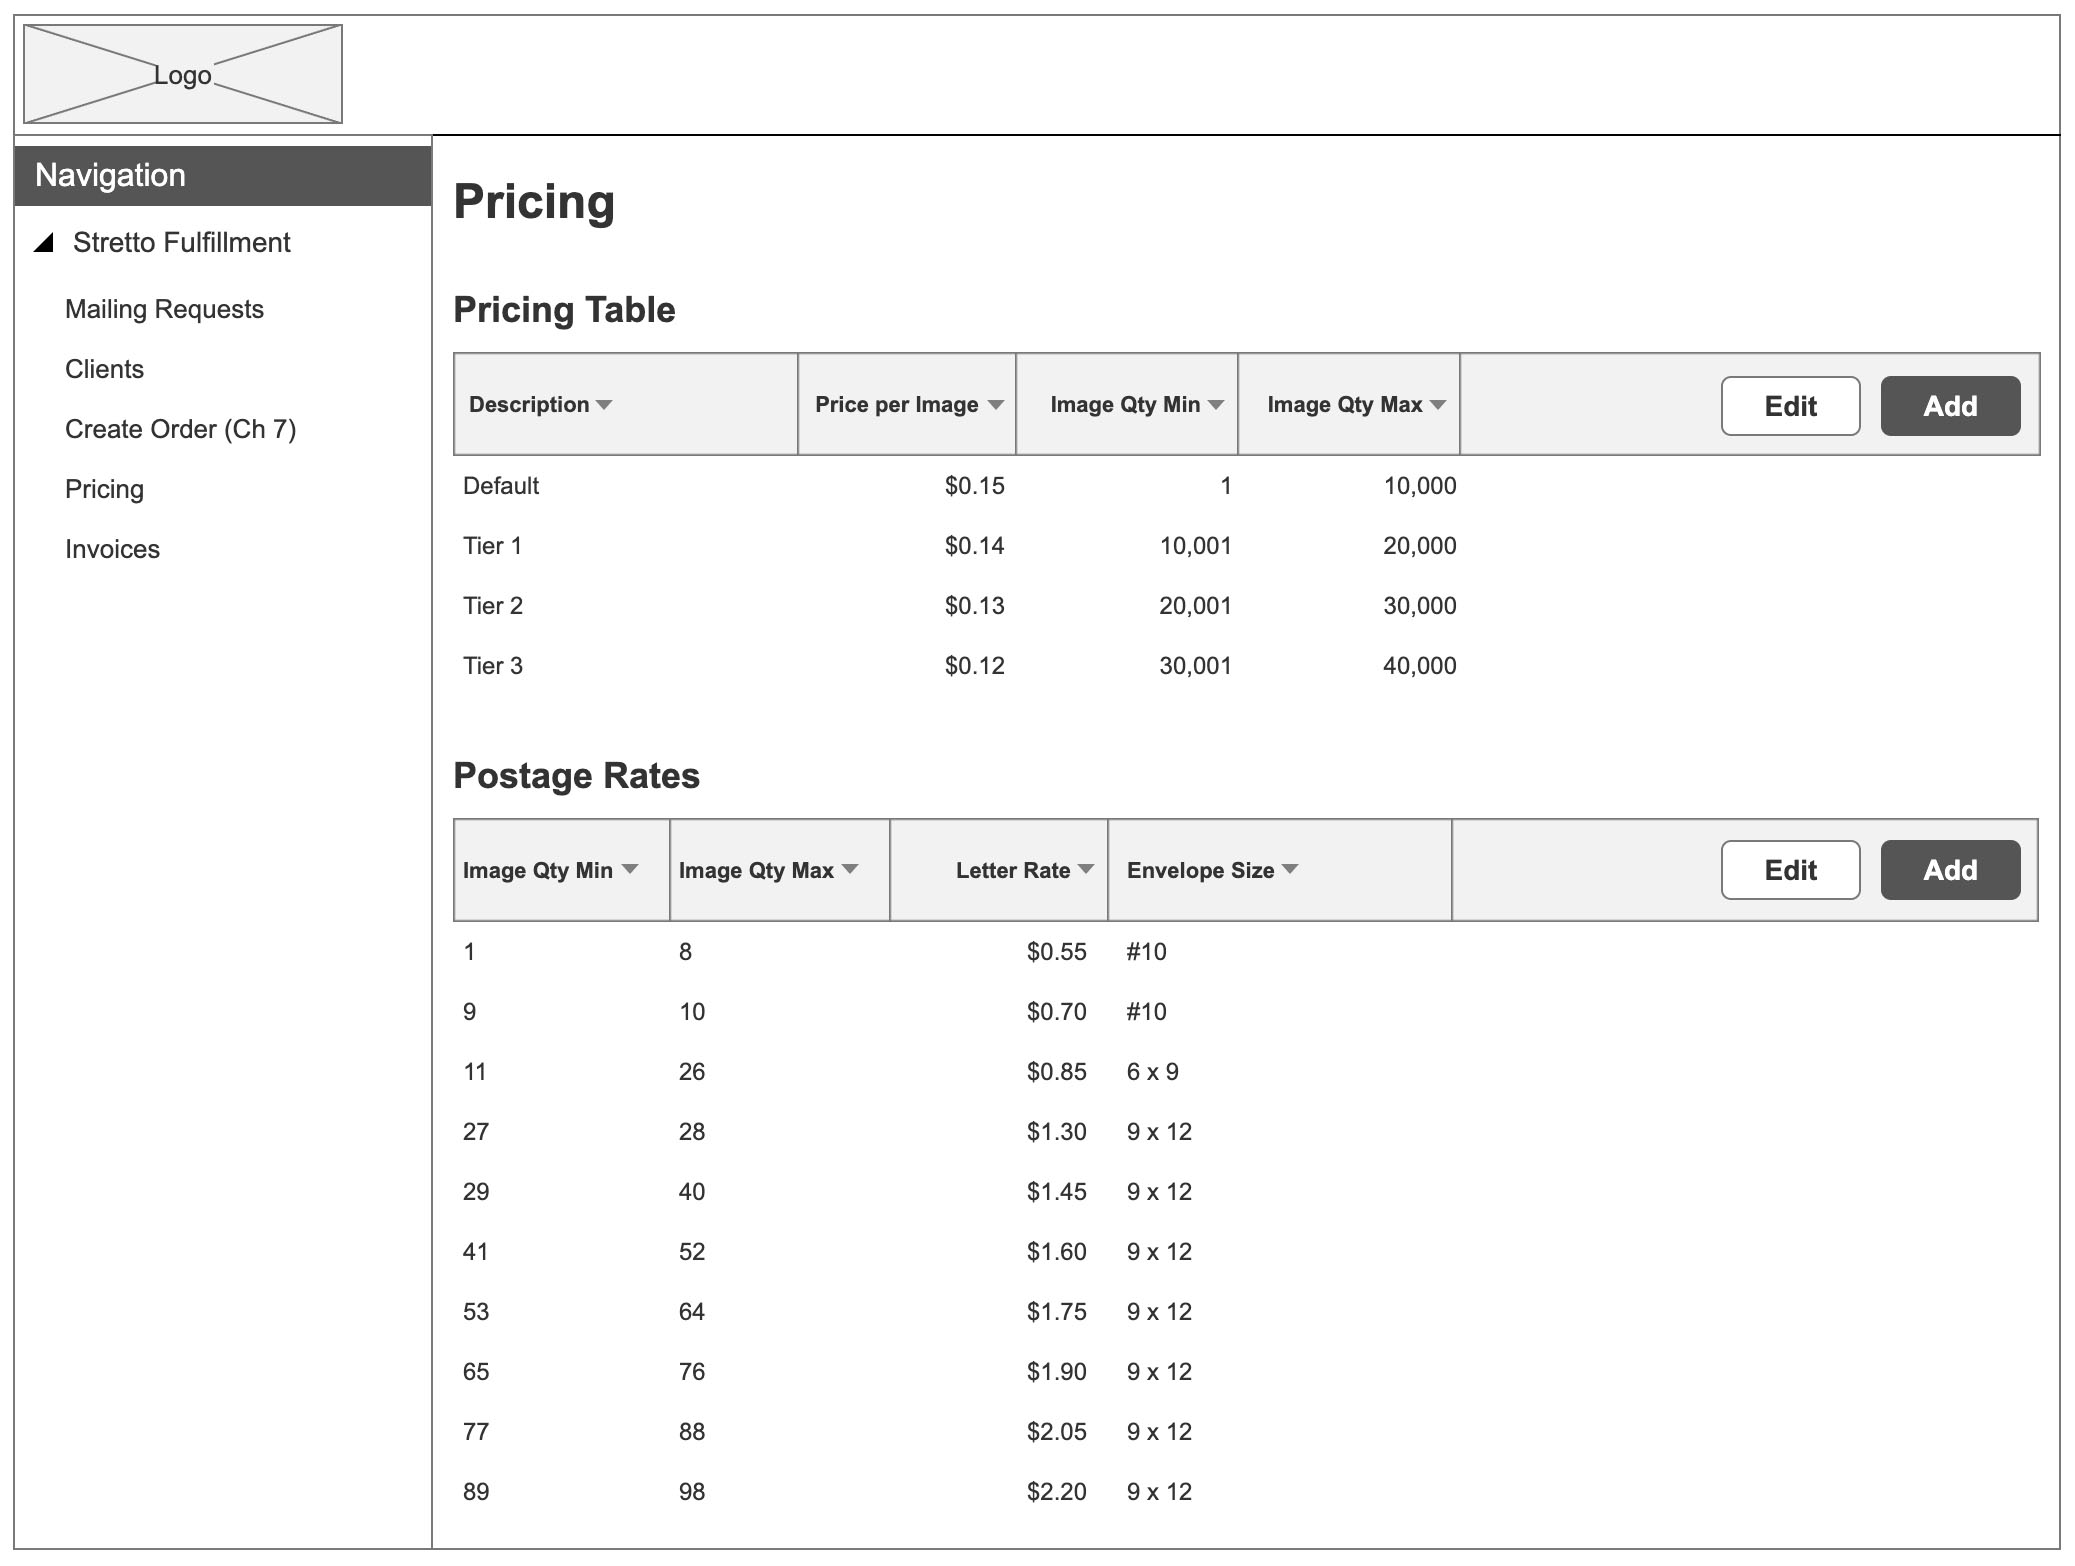 Logo
Navigation
Stretto Fulfillment
Mailing Requests
Clients
Create Order (Ch 7)
Pricing
Invoices
Pricing
Pricing Table
Description Price per Image Image Qty Min Image Qty Max Edit Add
Default $0.15 1 10,000
Tier 1 $0.14 10,001 20,000
Tier 2 $0.13 20,001 30,000
Tier 3 $0.12 30,001 40,000
Postage Rates
Image Qty Min Image Qty Max Letter Rate Envelope Size Edit Add
1 8 $0.55 #10
9 10 $0.70 #10
11 26 $0.85 6 x 9
27 28 $1.30 9 x 12
29 40 $1.45 9 x 12
41 52 $1.60 9 x 12
53 64 $1.75 9 x 12
65 76 $1.90 9 x 12
77 88 $2.05 9 x 12
89 98 $2.20 9 x 12